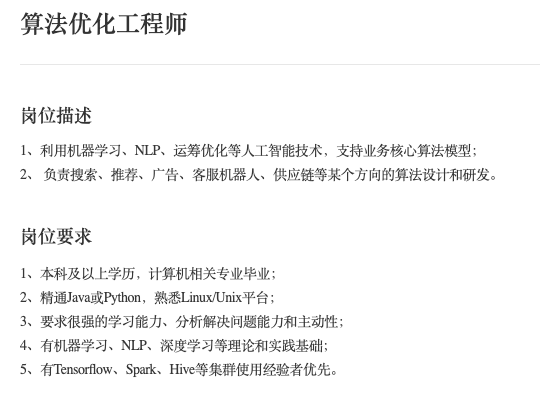 算法优化工程师
岗位描述
1、利用机器学习、NLP、运筹优化等人工智能技术，支持业务核心算法模型；
2、 负责搜索、推荐、广告、客服机器人、供应链等某个方向的算法设计和研发。
岗位要求
1、本科及以上学历，计算机相关专业毕业；
2、精通Java或Python，熟悉Linux/Unix平台；
3、要求很强的学习能力、分析解决问题能力和主动性；
4、有机器学习、NLP、深度学习等理论和实践基础；
5、有Tensorflow、Spark、Hive等集群使用经验者优先。